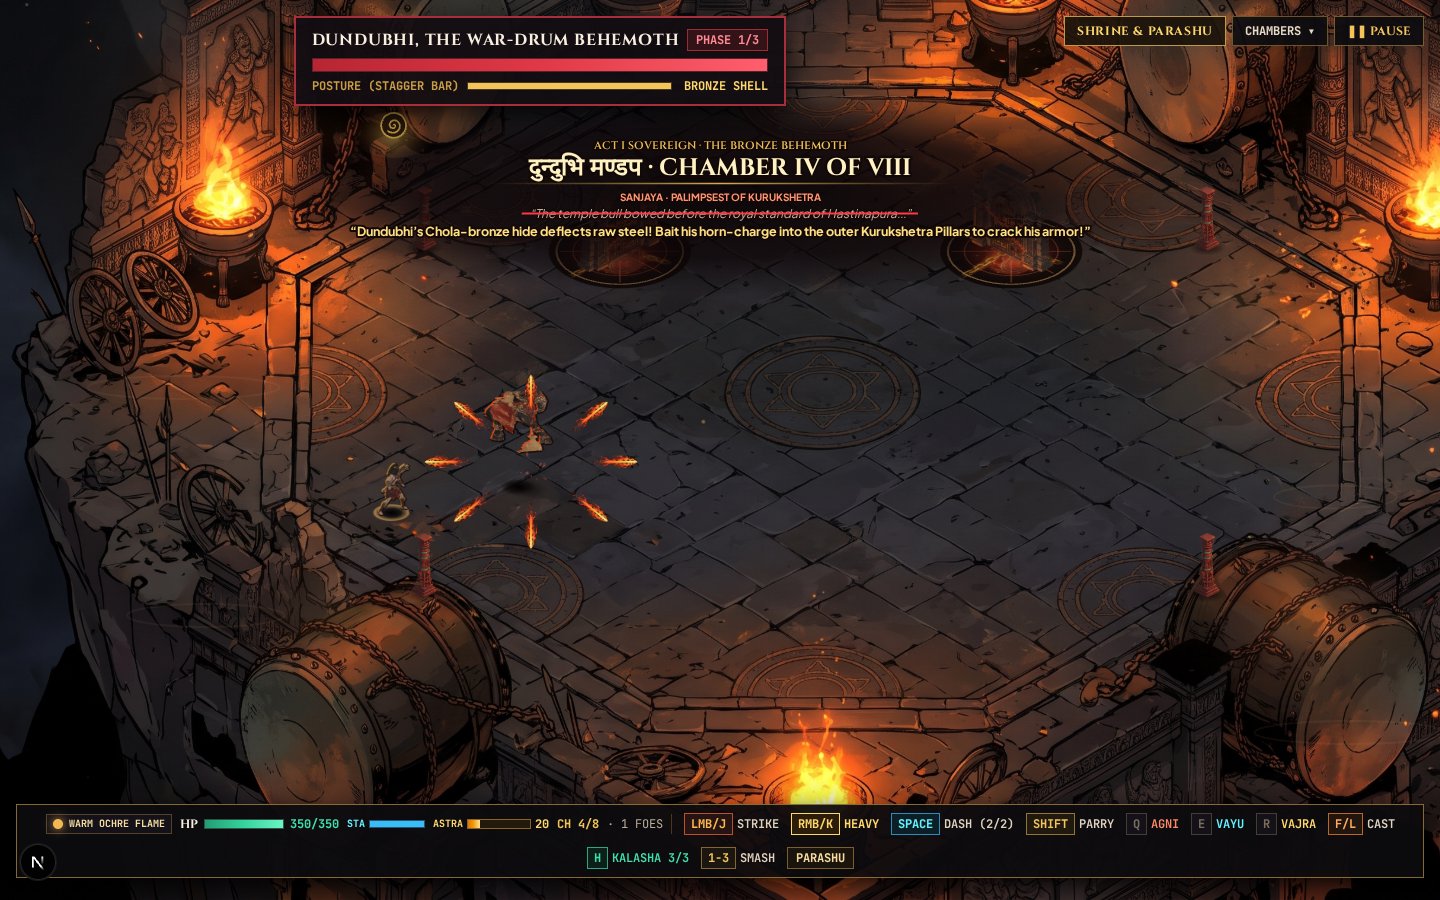 DUNDUBHI, THE WAR-DRUM BEHEMOTH PHASE 1/3
POSTURE (STAGGER BAR) BRONZE SHELL
SHRINE & PARASHU CHAMBERS ▾ ❚❚ PAUSE
ACT I SOVEREIGN · THE BRONZE BEHEMOTH
दुन्दुभि मण्डप · CHAMBER IV OF VIII
SANJAYA · PALIMPSEST OF KURUKSHETRA
"The temple bull bowed before the royal standard of Hastinapura..."
“Dundubhi's Chola-bronze hide deflects raw steel! Bait his horn-charge into the outer Kurukshetra Pillars to crack his armor!”
WARM OCHRE FLAME HP 350/350 STA ASTRA 20 CH 4/8 · 1 FOES LMB/J STRIKE RMB/K HEAVY SPACE DASH (2/2) SHIFT PARRY Q AGNI E VAYU R VAJRA F/L CAST
H KALASHA 3/3 1-3 SMASH PARASHU
N